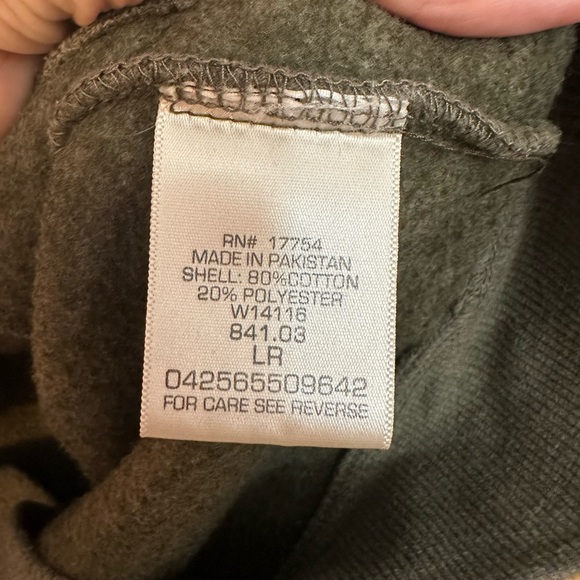 RN# 17754
MADE IN PAKISTAN
SHELL: 80%COTTON
20% POLYESTER
W14116
841.03
LR
042565509642
FOR CARE SEE REVERSE